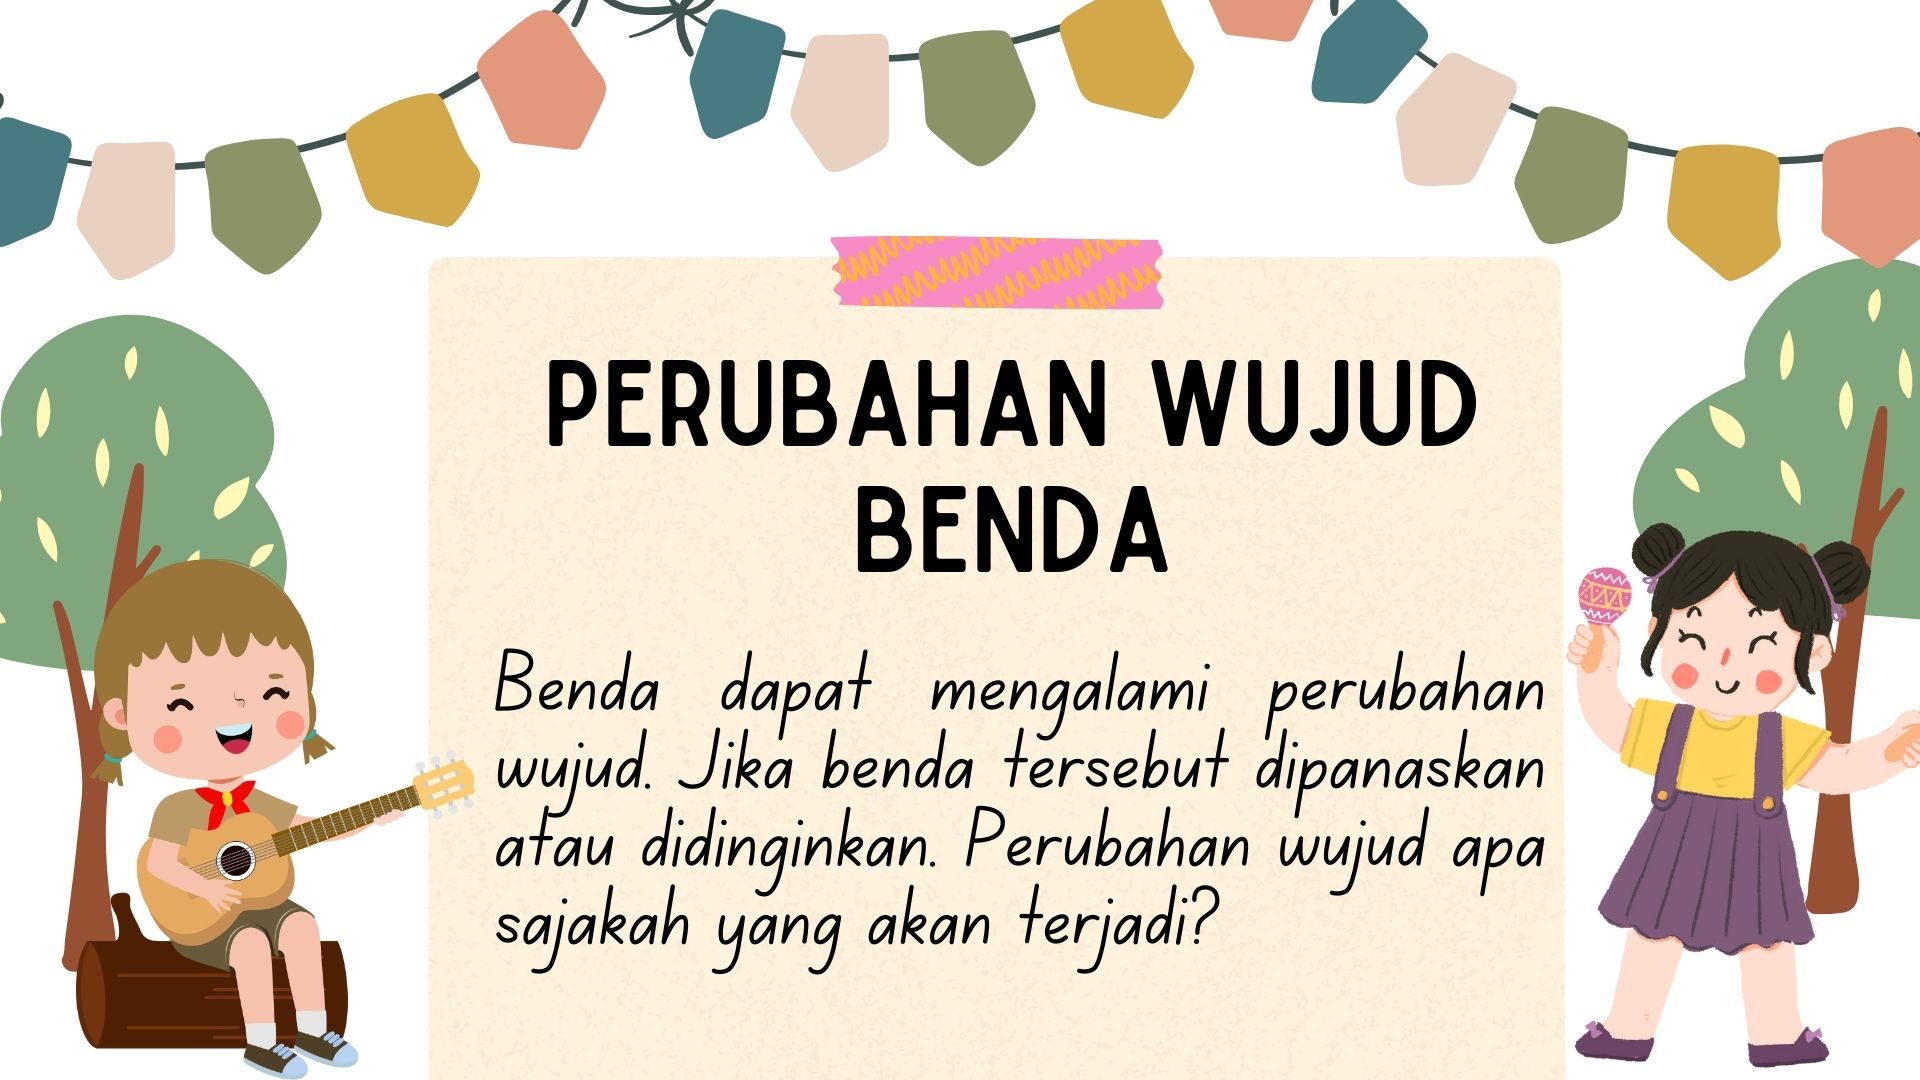 PERUBAHAN WUJUD
BENDA
Benda dapat mengalami perubahan
wujud. Jika benda tersebut dipanaskan
atau didinginkan. Perubahan wujud apa
sajakah yang akan terjadi?